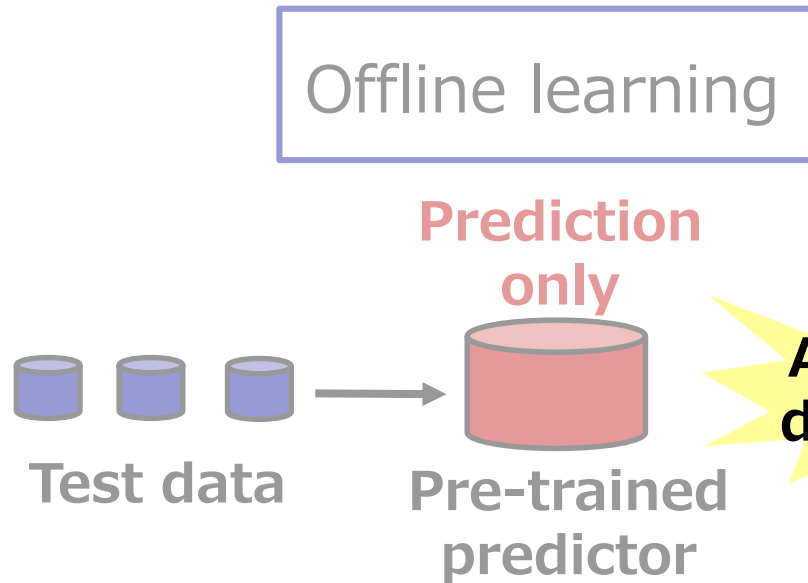 Offline learning
Prediction
only
Test data
Pre-trained
predictor